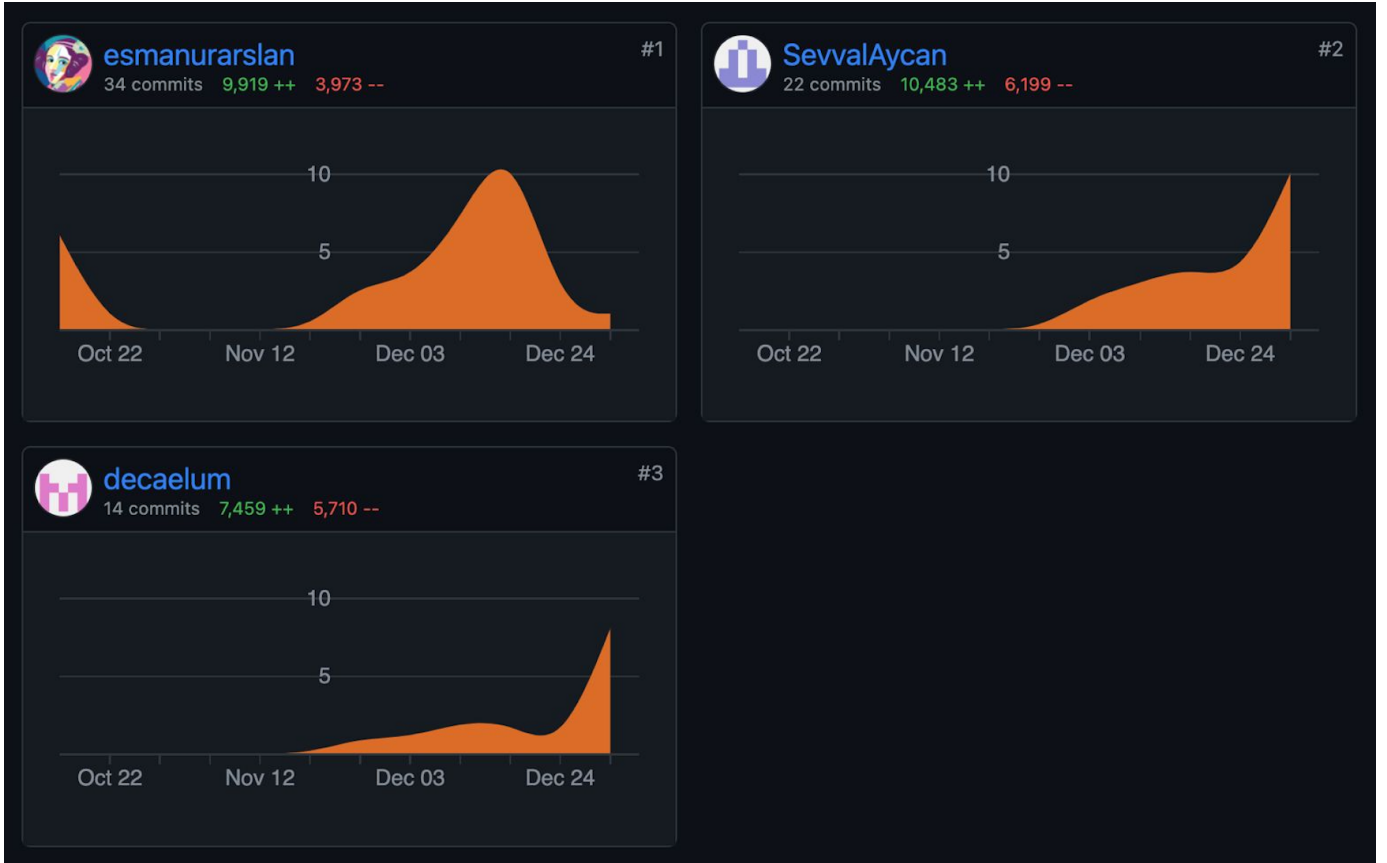 esmanurarslan #1
34 commits 9,919 ++ 3,973 --
10
5
Oct 22 Nov 12 Dec 03 Dec 24
SevvalAycan #2
22 commits 10,483 ++ 6,199 --
10
5
Oct 22 Nov 12 Dec 03 Dec 24
decaelum #3
14 commits 7,459 ++ 5,710 --
10
5
Oct 22 Nov 12 Dec 03 Dec 24